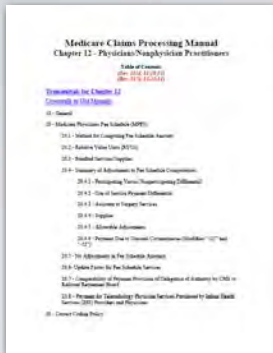 Medicare Claims Processing Manual
Chapter 12 - Physicians/Nonphysician Practitioners
Table of Contents
Transmittals for Chapter 12
Crosswalk to Old Manuals
10 - General
20 - Medicare Physicians Fee Schedule (MPFS)
20.1 - Method for Computing Fee Schedule Amount
20.2 - Relative Value Units (RVUs)
20.3 - Bundled Services/Supplies
20.4 - Summary of Adjustments to Fee Schedule Computations
20.4.1 - Participating Versus Nonparticipating Differential
20.4.2 - Site of Service Payment Differential
20.4.3 - Assistant at Surgery Services
20.4.4 - Supplies
20.4.5 - Allowable Adjustments
20.4.6 - Payment Due to Unusual Circumstances (Modifiers "-22" and "-52")
20.5 - No Adjustments in Fee Schedule Amounts
20.6 - Update Factor for Fee Schedule Services
20.7 - Comparability of Payment Provision of Delegation of Authority by CMS to
Railroad Retirement Board
20.8 - Payment for Teleradiology Physician Services Purchased by Indian Health
Services (IHS) Providers and Physicians
30 - Correct Coding Policy